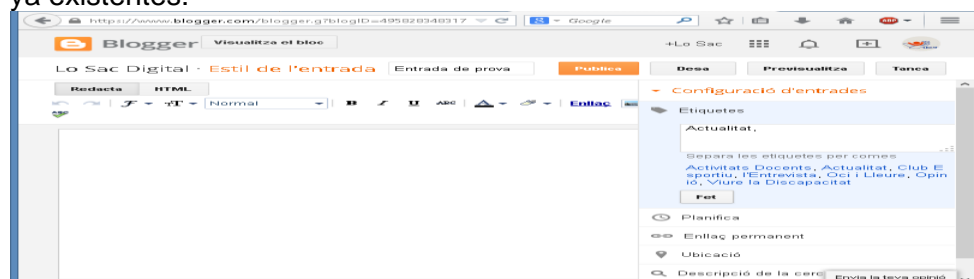 ya existentes.
https://www.blogger.com/blogger.g?blogID=495828348317 Google
Blogger Visualitza el bloc +Lo Sac
Lo Sac Digital · Estil de l'entrada Entrada de prova Publica Desa Previsualitza Tanca
Redacta HTML
Normal B I U ABC Enllaç
Configuració d'entrades
Etiquetes
Actualitat,
Separa les etiquetes per comes
Activitats Docents, Actualitat, Club E
sportiu, l'Entrevista, Oci i Lleure, Opin
ió, Viure la Discapacitat
Fet
Planifica
Enllaç permanent
Ubicació
Descripció de la cerc
Envia la teva opinió